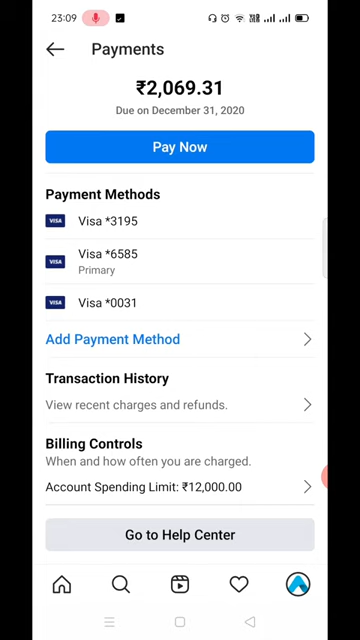 23:09
Payments
₹2,069.31
Due on December 31, 2020
Pay Now
Payment Methods
VISA Visa *3195
VISA Visa *6585
Primary
VISA Visa *0031
Add Payment Method
Transaction History
View recent charges and refunds.
Billing Controls
When and how often you are charged.
Account Spending Limit: ₹12,000.00
Go to Help Center